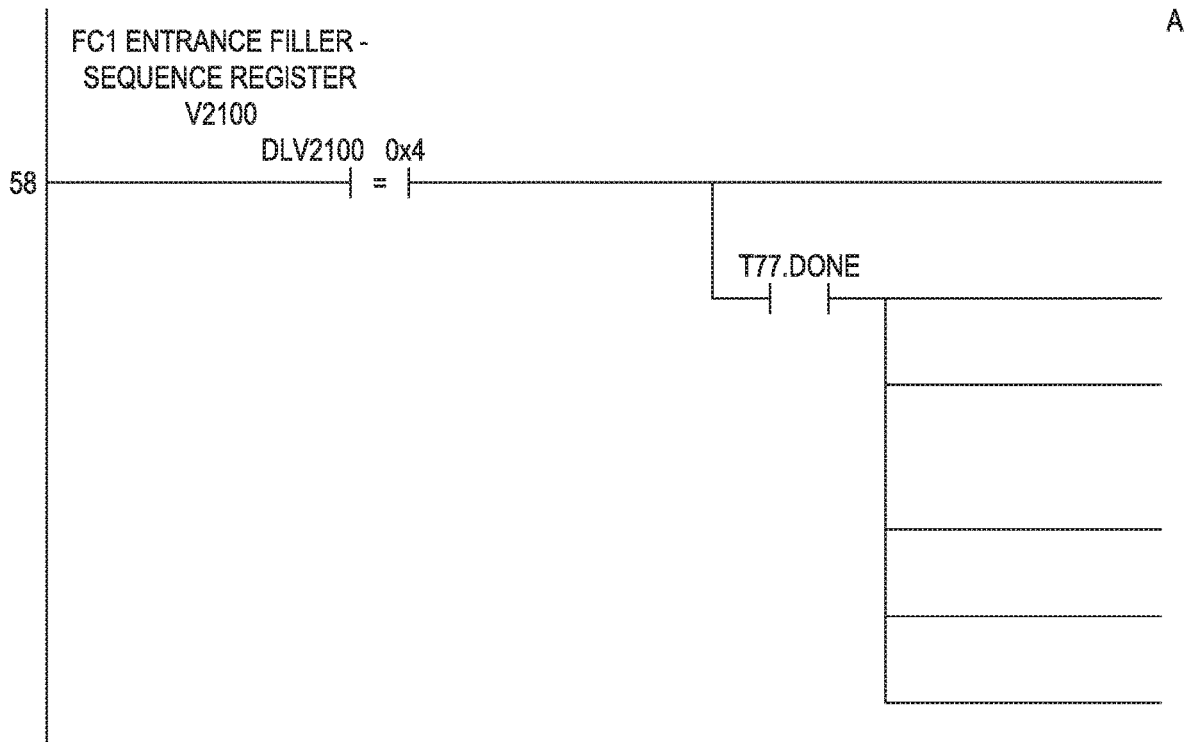 A
FC1 ENTRANCE FILLER -
SEQUENCE REGISTER
V2100
DLV2100 0x4
58 =
T77.DONE